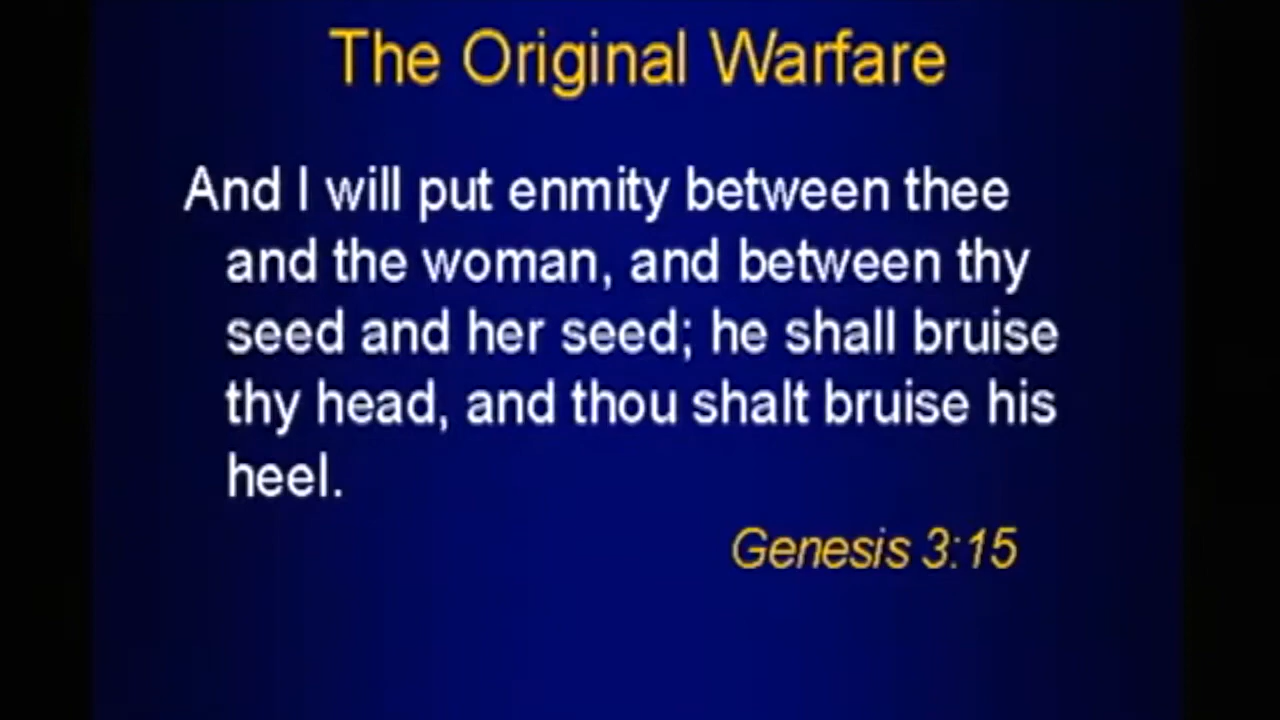 The Original Warfare
And I will put enmity between thee
and the woman, and between thy
seed and her seed; he shall bruise
thy head, and thou shalt bruise his
heel.
Genesis 3:15